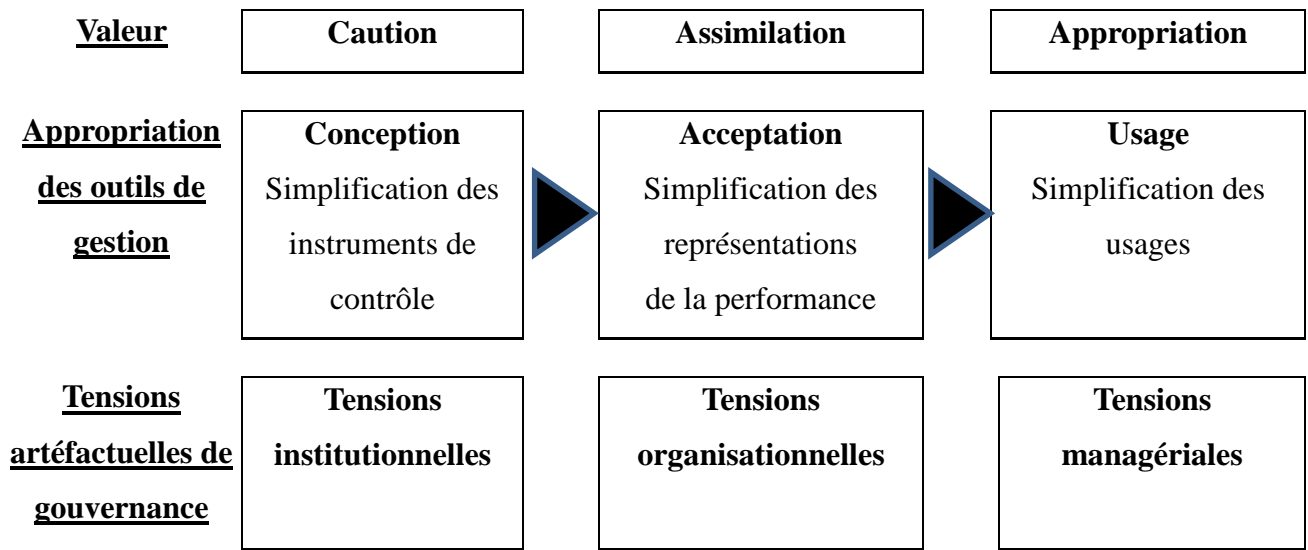 Valeur
Caution
Assimilation
Appropriation
Appropriation
des outils de
gestion
Conception
Simplification des
instruments de
contrôle
Acceptation
Simplification des
représentations
de la performance
Usage
Simplification des
usages
Tensions
artéfactuelles de
gouvernance
Tensions
institutionnelles
Tensions
organisationnelles
Tensions
managériales